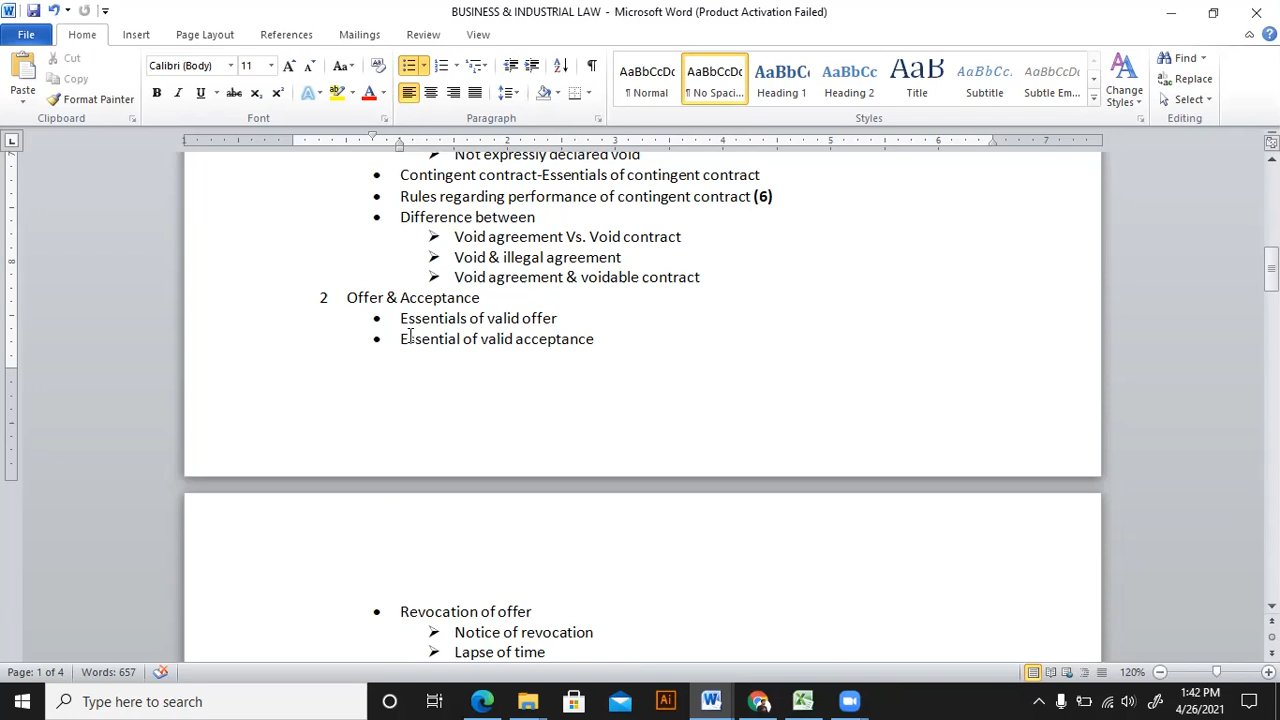 BUSINESS & INDUSTRIAL LAW - Microsoft Word (Product Activation Failed)
File Home Insert Page Layout References Mailings Review View
Paste Cut Copy Format Painter Clipboard
Calibri (Body) 11 Font
Paragraph
AaBbCcDc ¶ Normal
AaBbCcDc ¶ No Spaci...
AaBbCc Heading 1
AaBbCc Heading 2
AaB Title
AaBbCc. Subtitle
AaBbCcDc Subtle Em...
Change Styles
Styles
Find
Replace
Select
Editing
Not expressly declared void
• Contingent contract-Essentials of contingent contract
• Rules regarding performance of contingent contract (6)
• Difference between
➢ Void agreement Vs. Void contract
➢ Void & illegal agreement
➢ Void agreement & voidable contract
2 Offer & Acceptance
• Essentials of valid offer
• Essential of valid acceptance
• Revocation of offer
➢ Notice of revocation
➢ Lapse of time
Page: 1 of 4 Words: 657 120%
Type here to search
1:42 PM
4/26/2021